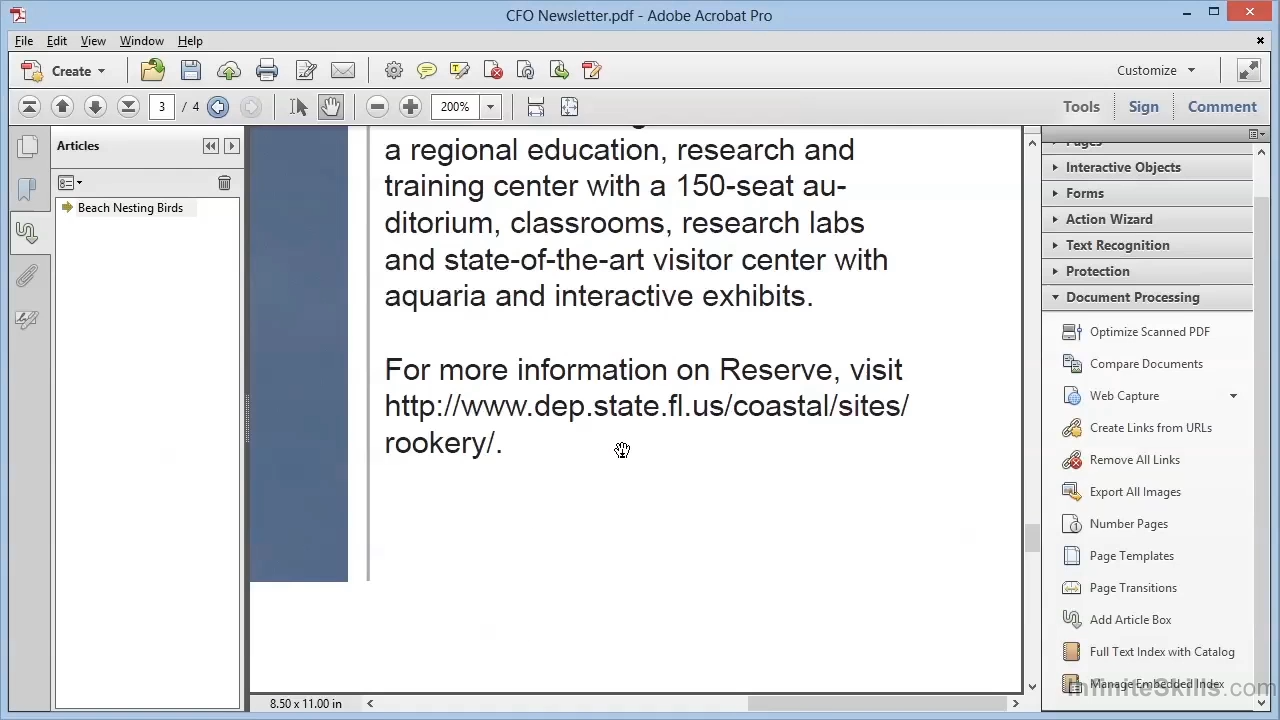 CFO Newsletter.pdf - Adobe Acrobat Pro
File Edit View Window Help
Create
Customize
3 / 4
200%
Tools Sign Comment
Articles
Beach Nesting Birds
a regional education, research and
training center with a 150-seat au-
ditorium, classrooms, research labs
and state-of-the-art visitor center with
aquaria and interactive exhibits.
For more information on Reserve, visit
http://www.dep.state.fl.us/coastal/sites/
rookery/.
8.50 x 11.00 in
Pages
Interactive Objects
Forms
Action Wizard
Text Recognition
Protection
Document Processing
Optimize Scanned PDF
Compare Documents
Web Capture
Create Links from URLs
Remove All Links
Export All Images
Number Pages
Page Templates
Page Transitions
Add Article Box
Full Text Index with Catalog
Manage Embedded Index
InfiniteSkills.com